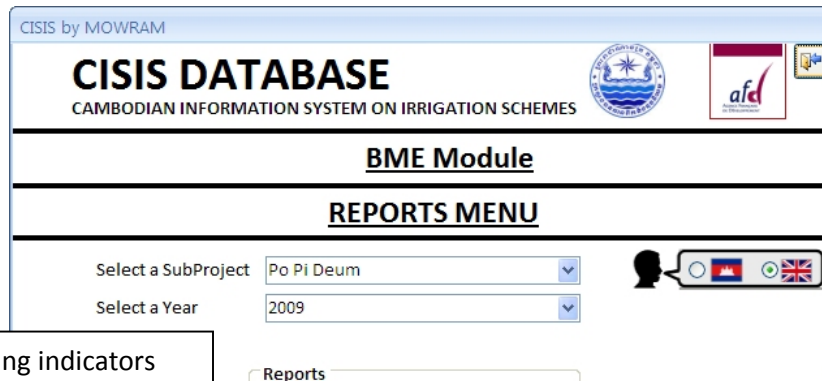 CISIS by MOWRAM
CISIS DATABASE
CAMBODIAN INFORMATION SYSTEM ON IRRIGATION SCHEMES
afd
BME Module
REPORTS MENU
Select a SubProject Po Pi Deum
Select a Year 2009
ng indicators
Reports